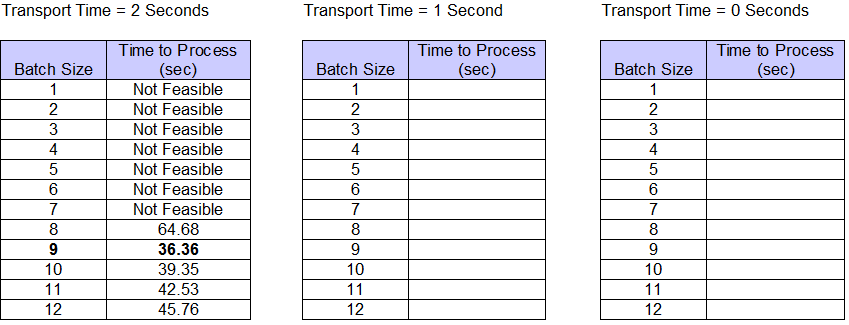 Transport Time = 2 Seconds
Time to Process
Batch Size (sec)
1 Not Feasible
2 Not Feasible
3 Not Feasible
4 Not Feasible
5 Not Feasible
6 Not Feasible
7 Not Feasible
8 64.68
9 36.36
10 39.35
11 42.53
12 45.76
Transport Time = 1 Second
Time to Process
Batch Size (sec)
1
2
3
4
5
6
7
8
9
10
11
12
Transport Time = 0 Seconds
Time to Process
Batch Size (sec)
1
2
3
4
5
6
7
8
9
10
11
12